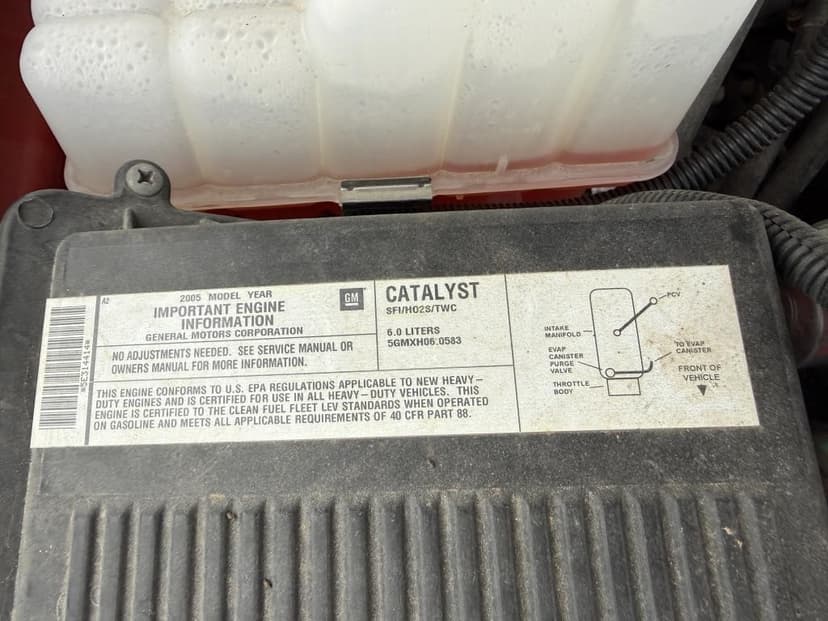 *5E314414*
A2
2005 MODEL YEAR
IMPORTANT ENGINE
INFORMATION
GENERAL MOTORS CORPORATION
GM
NO ADJUSTMENTS NEEDED. SEE SERVICE MANUAL OR
OWNERS MANUAL FOR MORE INFORMATION.
CATALYST
SFI/HO2S/TWC
6.0 LITERS
5GMXH06.0583
THIS ENGINE CONFORMS TO U.S. EPA REGULATIONS APPLICABLE TO NEW HEAVY-
DUTY ENGINES AND IS CERTIFIED FOR USE IN ALL HEAVY-DUTY VEHICLES. THIS
ENGINE IS CERTIFIED TO THE CLEAN FUEL FLEET LEV STANDARDS WHEN OPERATED
ON GASOLINE AND MEETS ALL APPLICABLE REQUIREMENTS OF 40 CFR PART 88.
PCV
INTAKE
MANIFOLD
EVAP
CANISTER
PURGE
VALVE
THROTTLE
BODY
TO EVAP
CANISTER
FRONT OF
VEHICLE